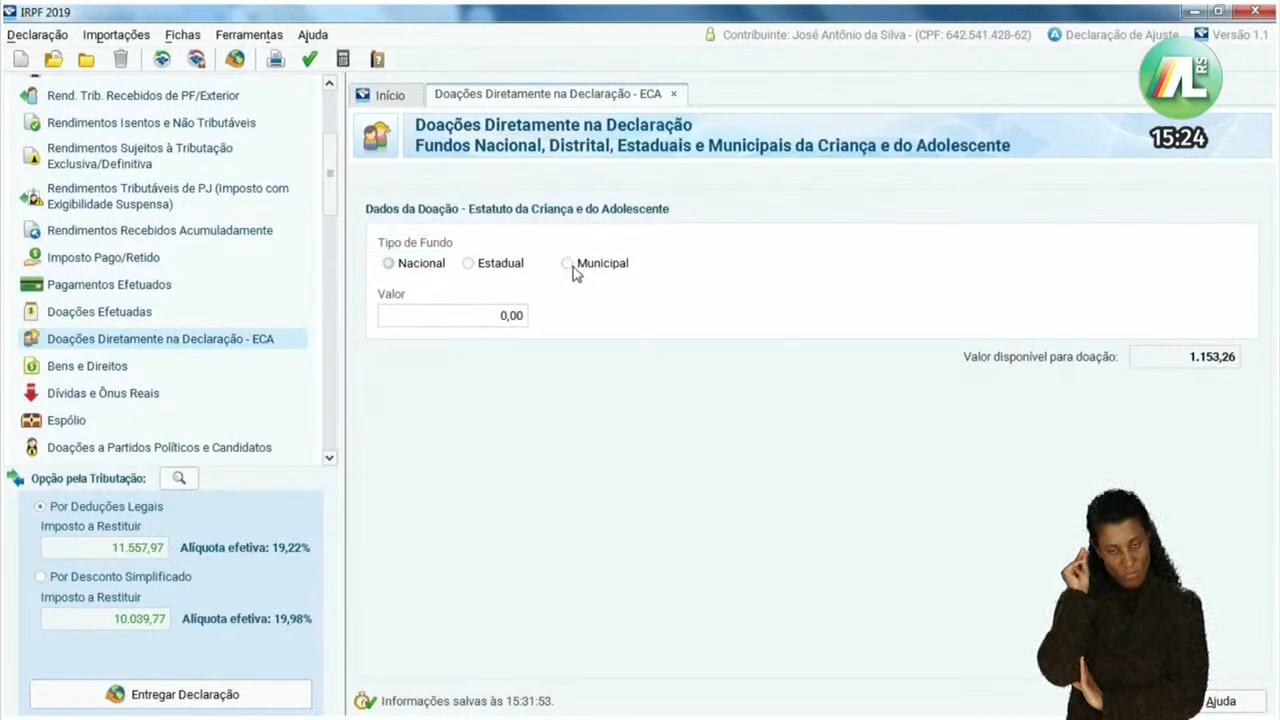 IRPF 2019
Declaração Importações Fichas Ferramentas Ajuda
Contribuinte: José Antônio da Silva - (CPF: 642.541.428-62) Declaração de Ajuste Versão 1.1
AL RS
15:24
Rend. Trib. Recebidos de PF/Exterior
Rendimentos Isentos e Não Tributáveis
Rendimentos Sujeitos à Tributação
Exclusiva/Definitiva
Rendimentos Tributáveis de PJ (Imposto com
Exigibilidade Suspensa)
Rendimentos Recebidos Acumuladamente
Imposto Pago/Retido
Pagamentos Efetuados
Doações Efetuadas
Doações Diretamente na Declaração - ECA
Bens e Direitos
Dívidas e Ônus Reais
Espólio
Doações a Partidos Políticos e Candidatos
Opção pela Tributação:
Por Deduções Legais
Imposto a Restituir
11.557,97 Alíquota efetiva: 19,22%
Por Desconto Simplificado
Imposto a Restituir
10.039,77 Alíquota efetiva: 19,98%
Entregar Declaração
Início Doações Diretamente na Declaração - ECA ×
Doações Diretamente na Declaração
Fundos Nacional, Distrital, Estaduais e Municipais da Criança e do Adolescente
Dados da Doação - Estatuto da Criança e do Adolescente
Tipo de Fundo
Nacional Estadual Municipal
Valor
0,00
Valor disponível para doação: 1.153,26
Informações salvas às 15:31:53.
Ajuda